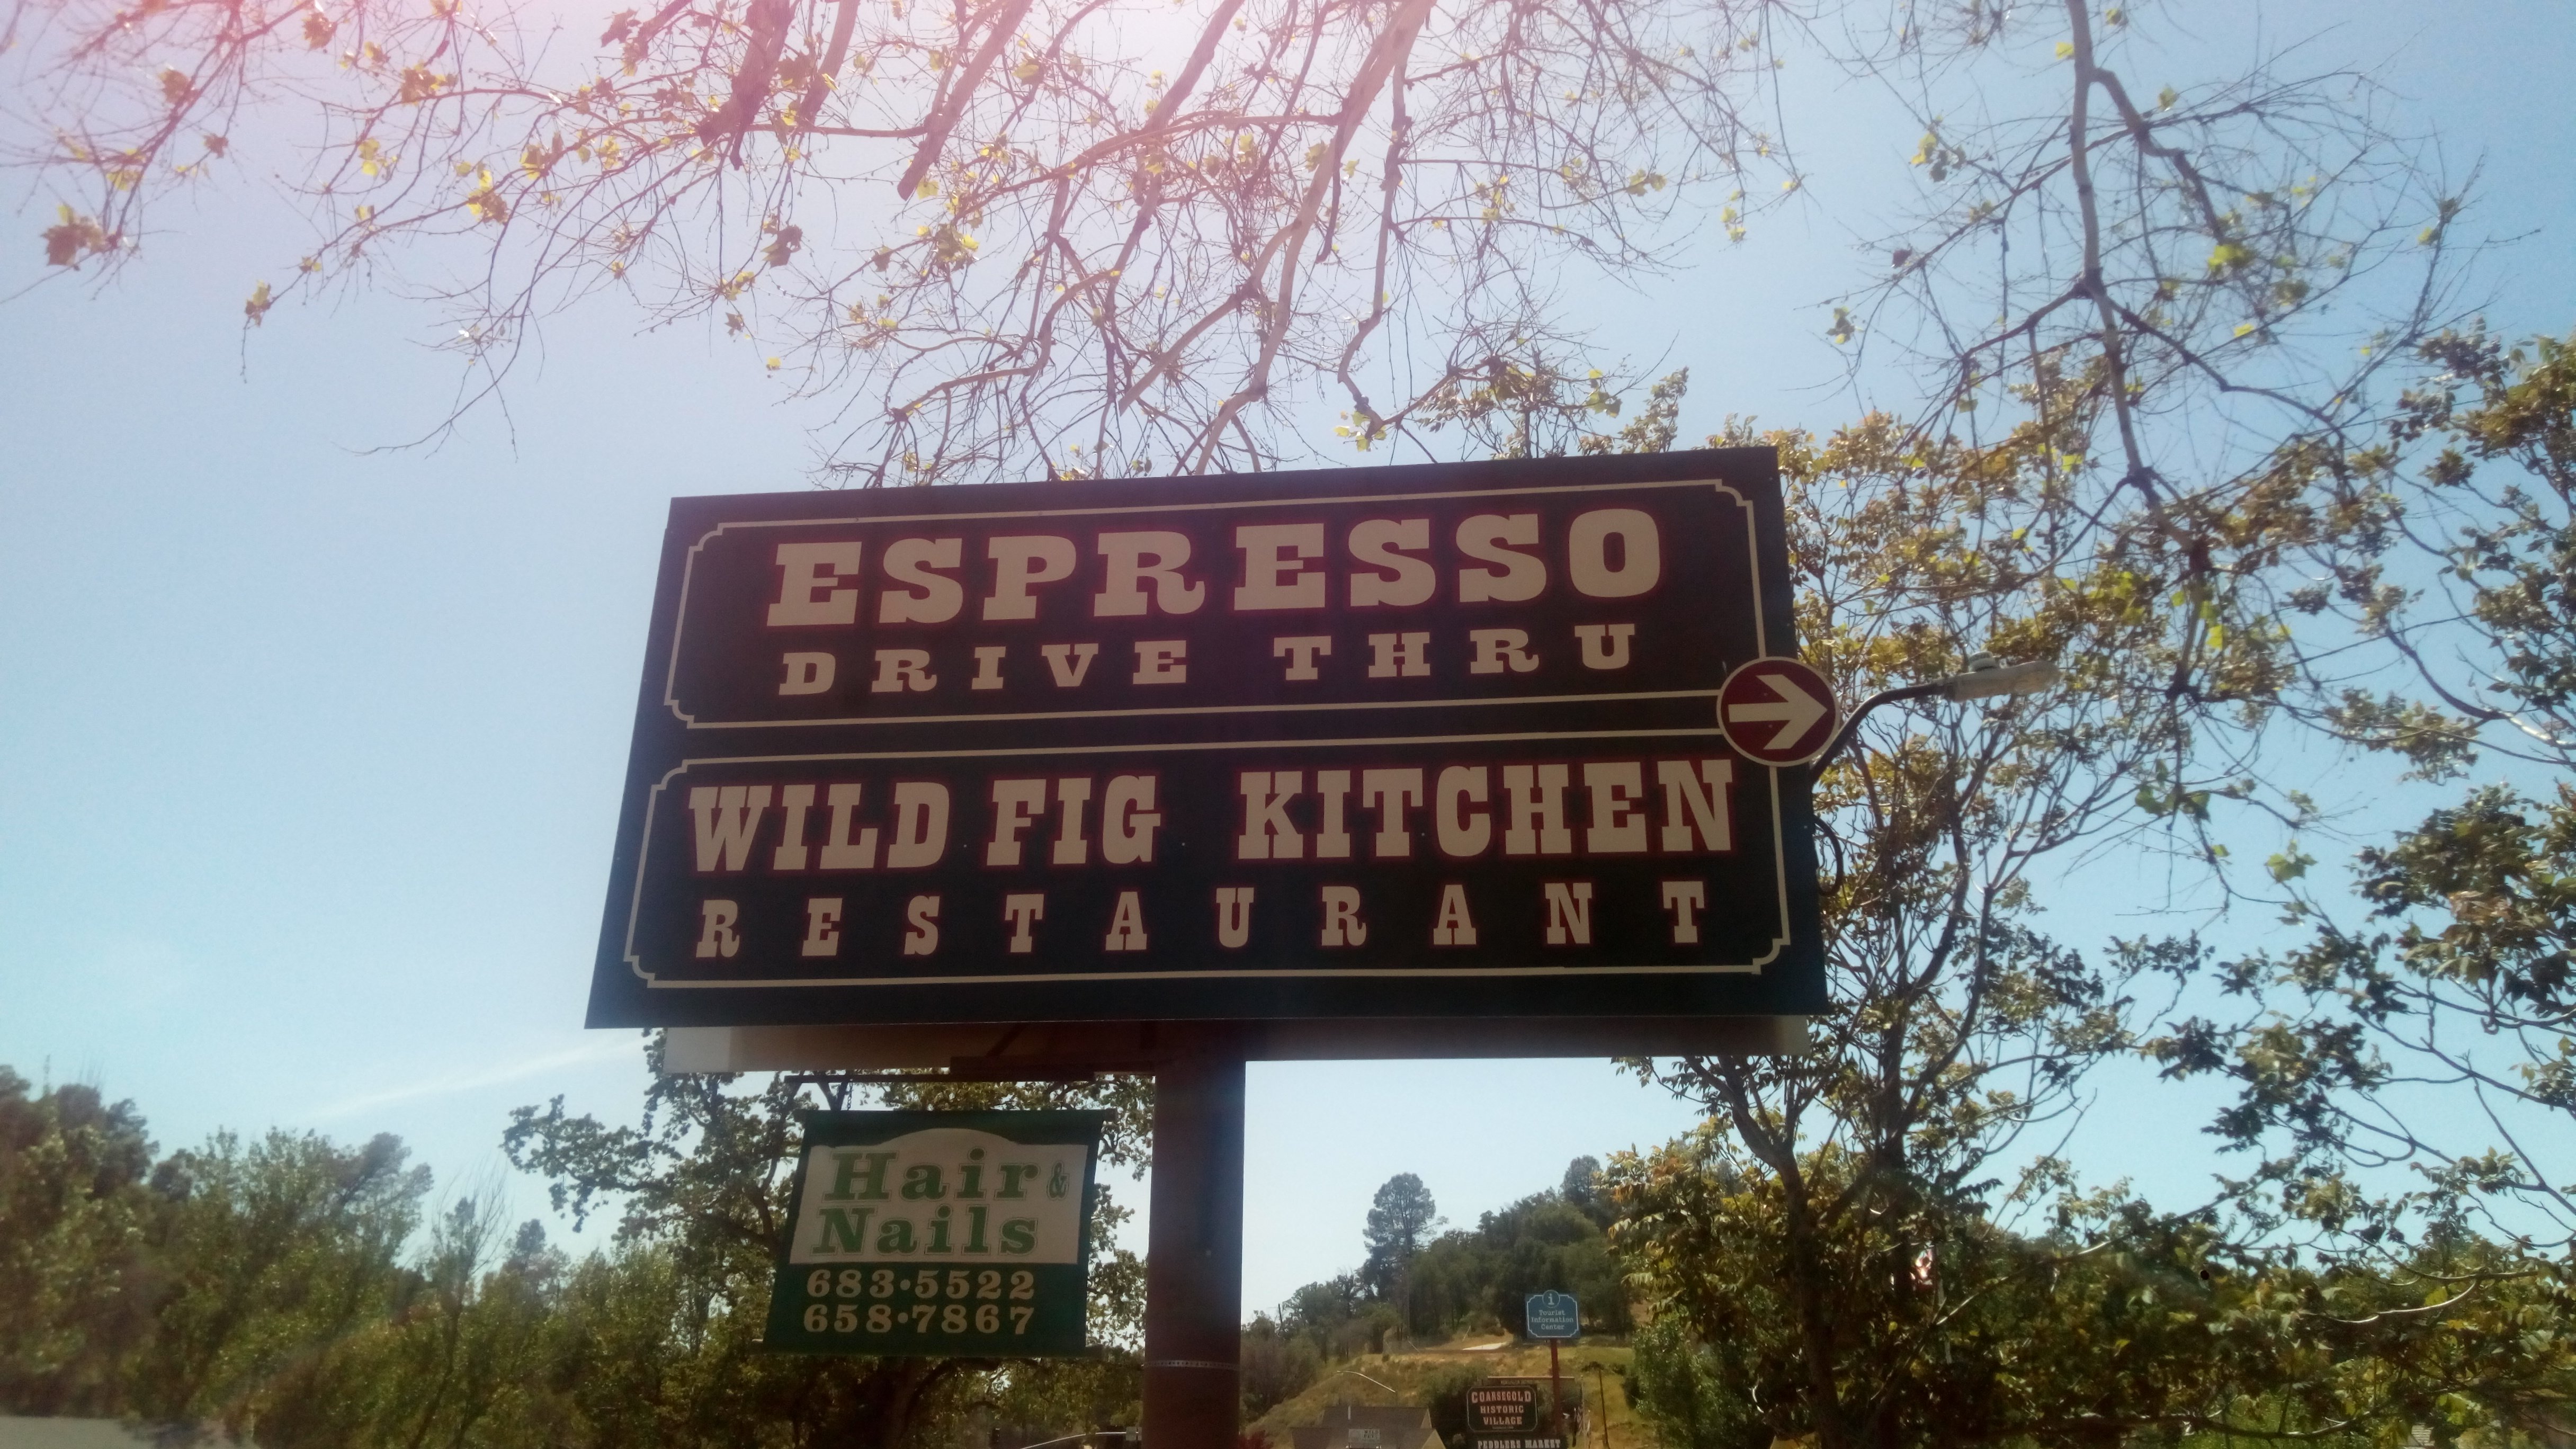 ESPRESSO
DRIVE THRU
WILD FIG KITCHEN
RESTAURANT
Hair &
Nails
683•5522
658•7867
i
Tourist
Information
Center
COARSEGOLD
HISTORIC
VILLAGE
PEDDLERS MARKET